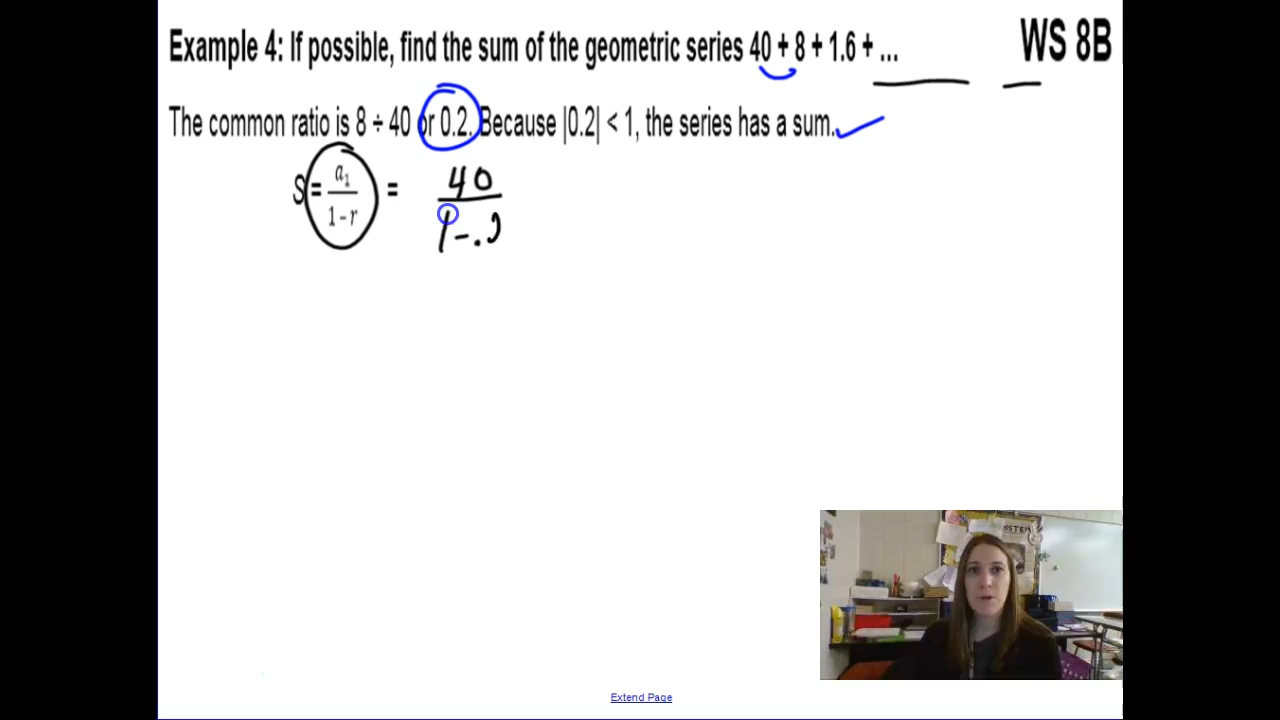 Example 4: If possible, find the sum of the geometric series 40 + 8 + 1.6 + ...
WS 8B
The common ratio is 8 ÷ 40 or 0.2. Because |0.2| < 1, the series has a sum.
S = a₁ / 1 – r = 40 / 1 - .2
Extend Page